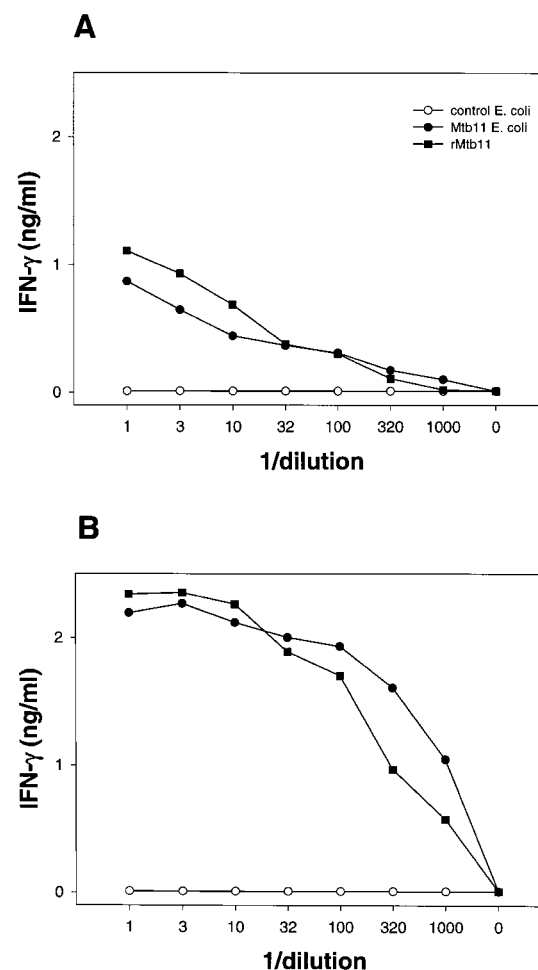 A
control E. coli
Mtb11 E. coli
rMtb11
2
1
0
IFN-γ (ng/ml)
1 3 10 32 100 320 1000 0
1/dilution
B
2
1
0
IFN-γ (ng/ml)
1 3 10 32 100 320 1000 0
1/dilution